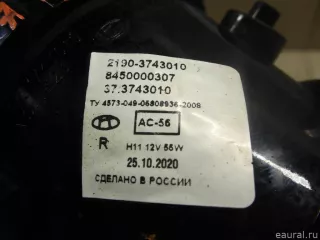 2190-3743010
8450000307
37.3743010
ТУ 4573-049-06808936-2008
АС-56
R
H11 12V 55W
25.10.2020
СДЕЛАНО В РОССИИ
© eaural.ru